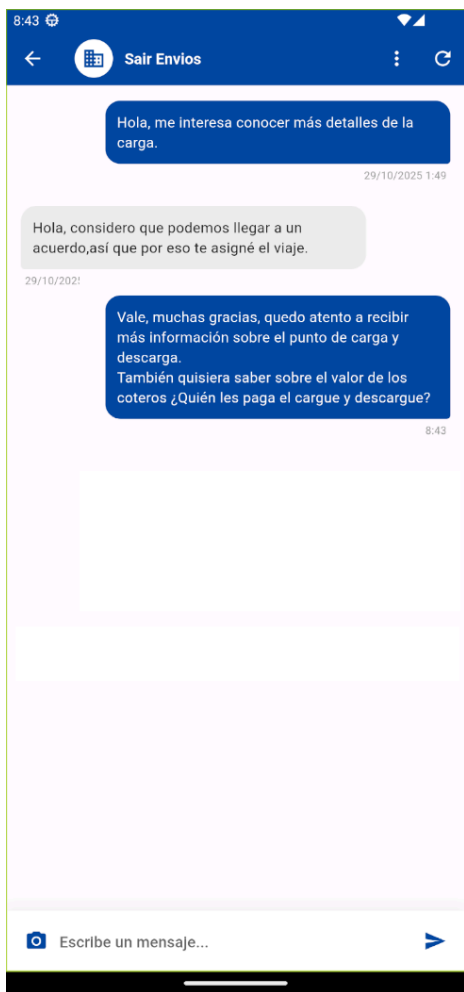 8:43
Sair Envios
Hola, me interesa conocer más detalles de la
carga.
29/10/2025 1:49
Hola, considero que podemos llegar a un
acuerdo,así que por eso te asigné el viaje.
29/10/202
Vale, muchas gracias, quedo atento a recibir
más información sobre el punto de carga y
descarga.
También quisiera saber sobre el valor de los
coteros ¿Quién les paga el cargue y descargue?
8:43
Escribe un mensaje...